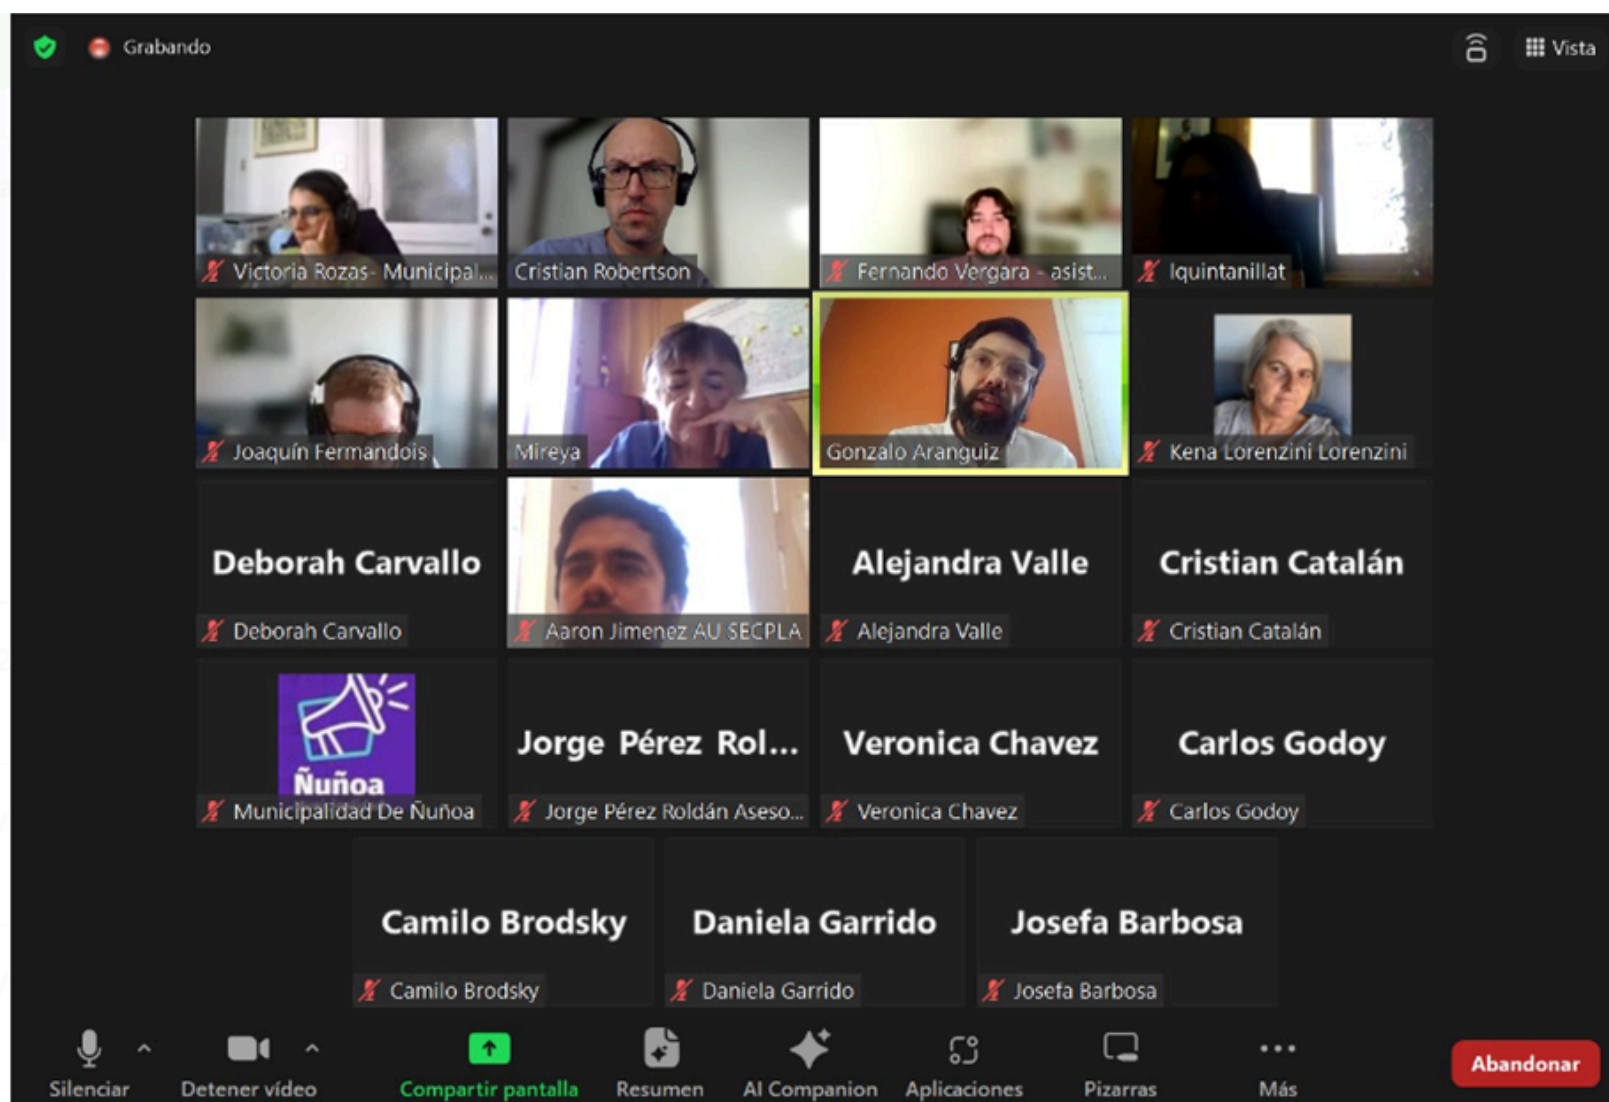 Grabando
Vista
Victoria Rozas- Municipal...
Cristian Robertson
Fernando Vergara - asist...
lquintanillat
Joaquín Fermandois
Mireya
Gonzalo Aranguiz
Kena Lorenzini Lorenzini
Deborah Carvallo
Deborah Carvallo
Aaron Jimenez AU SECPLA
Alejandra Valle
Alejandra Valle
Cristian Catalán
Cristian Catalán
Ñuñoa
Municipalidad De Ñuñoa
Jorge Pérez Rol...
Jorge Pérez Roldán Aseso...
Veronica Chavez
Veronica Chavez
Carlos Godoy
Carlos Godoy
Camilo Brodsky
Camilo Brodsky
Daniela Garrido
Daniela Garrido
Josefa Barbosa
Josefa Barbosa
Silenciar
Detener vídeo
Compartir pantalla
Resumen
AI Companion
Aplicaciones
Pizarras
Más
Abandonar